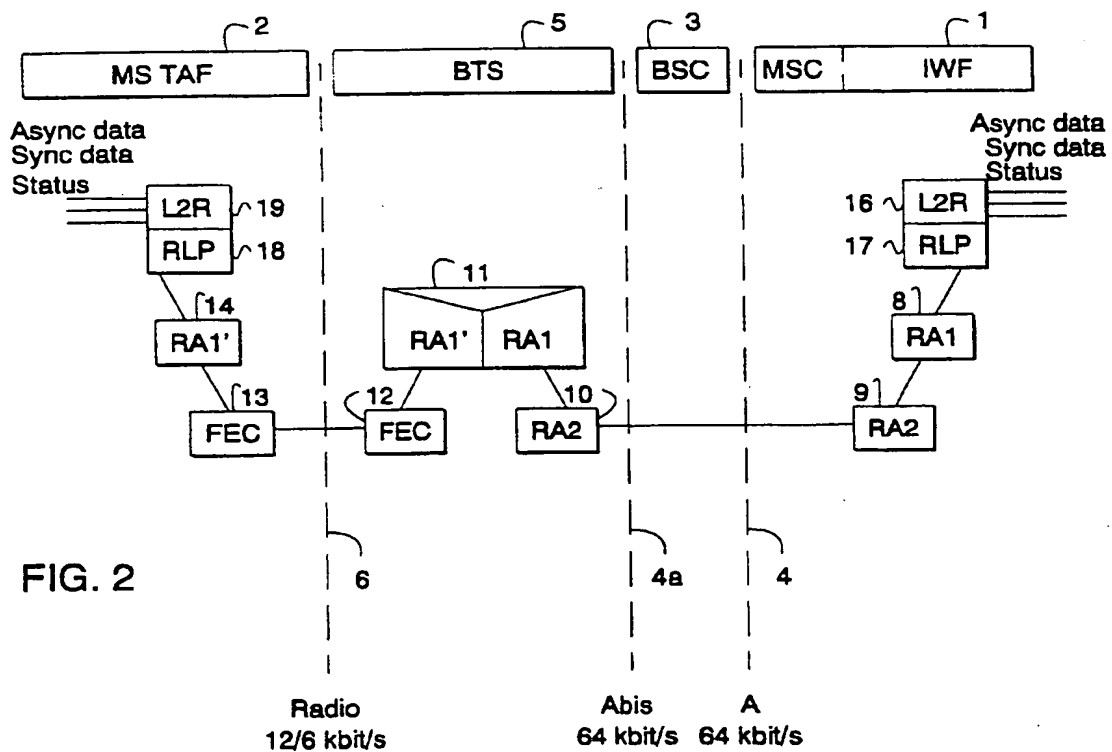 2 5 3 1
MS TAF BTS BSC MSC IWF
Async data
Sync data
Status
Async data
Sync data
Status
L2R 19
RLP 18
16 L2R
17 RLP
11
14
RA1'
RA1' RA1
8
RA1
13
FEC
12
FEC
10
RA2
9
RA2
FIG. 2
6 4a 4
Radio
12/6 kbit/s
Abis
64 kbit/s
A
64 kbit/s